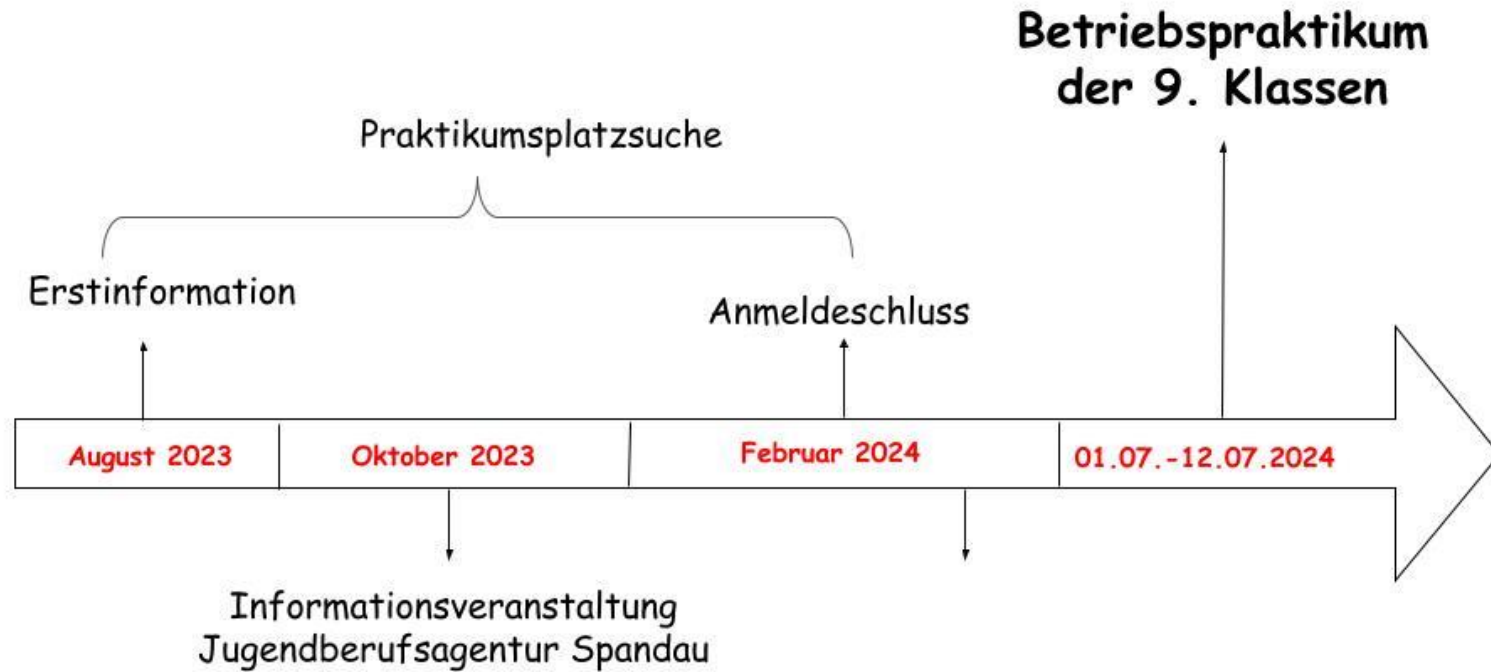 Betriebspraktikum
der 9. Klassen
Praktikumsplatzsuche
Erstinformation
Anmeldeschluss
August 2023
Oktober 2023
Februar 2024
01.07.-12.07.2024
Informationsveranstaltung
Jugendberufsagentur Spandau